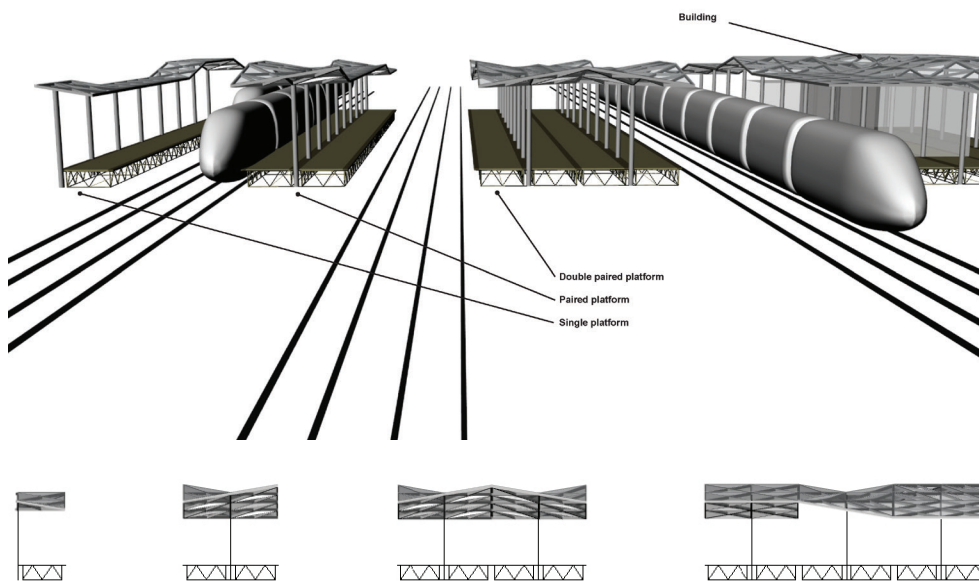 Building
Double paired platform
Paired platform
Single platform